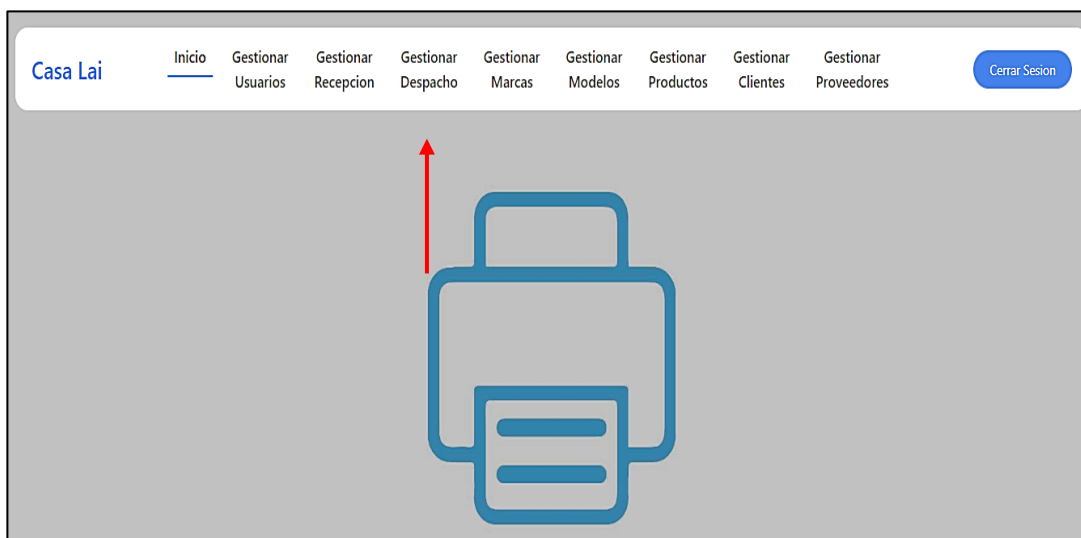 Casa Lai
Inicio
Gestionar
Usuarios
Gestionar
Recepcion
Gestionar
Despacho
Gestionar
Marcas
Gestionar
Modelos
Gestionar
Productos
Gestionar
Clientes
Gestionar
Proveedores
Cerrar Sesion